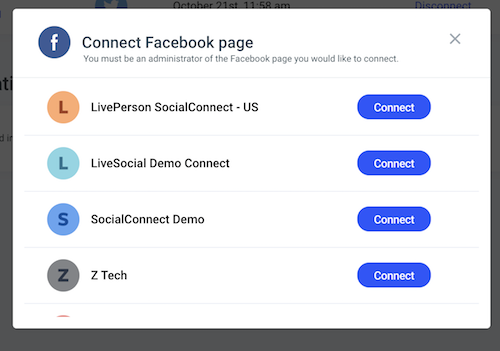 October 21st, 11:58 am
Disconnect
f
Connect Facebook page
You must be an administrator of the Facebook page you would like to connect.
L
LivePerson SocialConnect - US
Connect
L
LiveSocial Demo Connect
Connect
S
SocialConnect Demo
Connect
Z
Z Tech
Connect